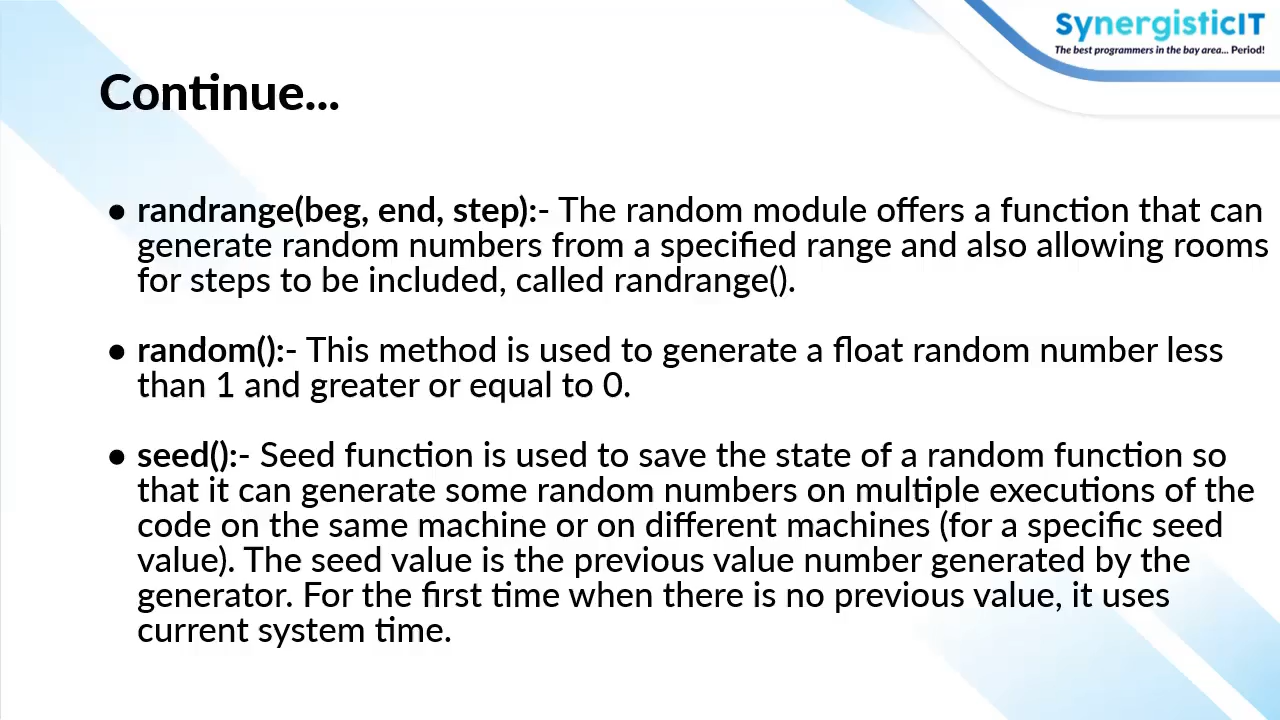 SynergisticIT
The best programmers in the bay area... Period!
Continue...
● randrange(beg, end, step):- The random module offers a function that can
generate random numbers from a specified range and also allowing rooms
for steps to be included, called randrange().
● random():- This method is used to generate a float random number less
than 1 and greater or equal to 0.
● seed():- Seed function is used to save the state of a random function so
that it can generate some random numbers on multiple executions of the
code on the same machine or on different machines (for a specific seed
value). The seed value is the previous value number generated by the
generator. For the first time when there is no previous value, it uses
current system time.